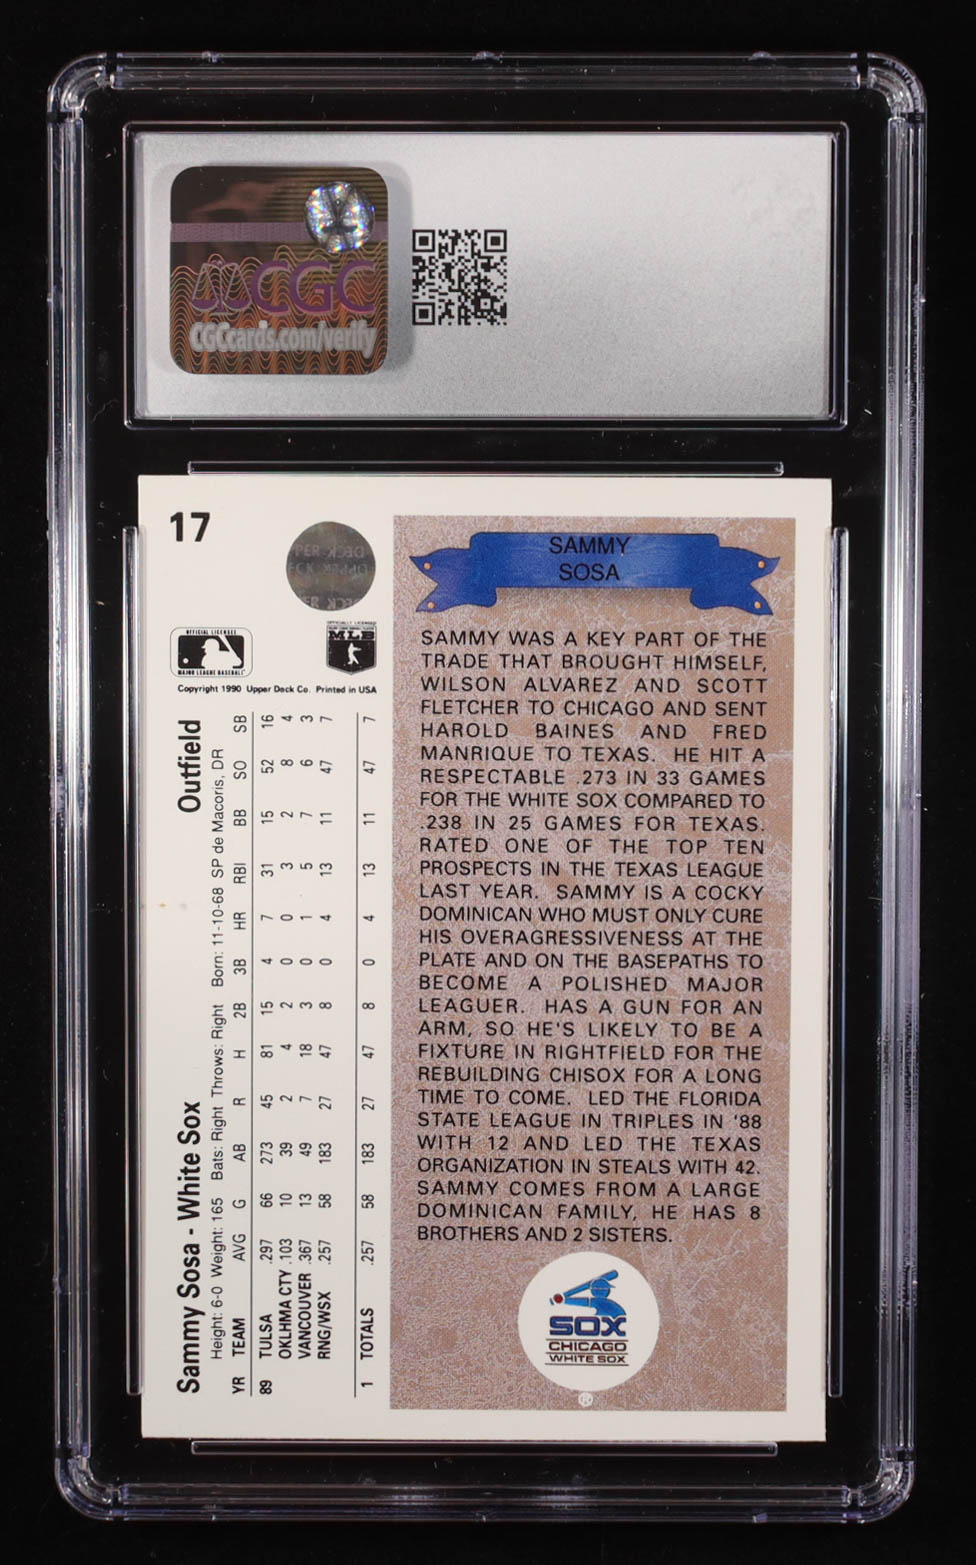 CGC
CGCcards.com/verify
17
UPPER DECK
OFFICIAL LICENSEE
MAJOR LEAGUE BASEBALL
OFFICIALLY LICENSED
MLB
Copyright 1990 Upper Deck Co. Printed in USA
Sammy Sosa - White Sox Outfield
Height: 6-0 Weight: 165 Bats: Right Throws: Right Born: 11-10-68 SP de Macoris, DR
YR TEAM AVG G AB R H 2B 3B HR RBI BB SO SB
89 TULSA .297 66 273 45 81 15 4 7 31 15 52 16
OKLHMA CTY .103 10 39 2 4 2 0 0 3 2 8 4
VANCOUVER .367 13 49 7 18 3 0 1 5 7 6 3
RNG/WSX .257 58 183 27 47 8 0 4 13 11 47 7
1 TOTALS .257 58 183 27 47 8 0 4 13 11 47 7
SAMMY
SOSA
SAMMY WAS A KEY PART OF THE
TRADE THAT BROUGHT HIMSELF,
WILSON ALVAREZ AND SCOTT
FLETCHER TO CHICAGO AND SENT
HAROLD BAINES AND FRED
MANRIQUE TO TEXAS. HE HIT A
RESPECTABLE .273 IN 33 GAMES
FOR THE WHITE SOX COMPARED TO
.238 IN 25 GAMES FOR TEXAS.
RATED ONE OF THE TOP TEN
PROSPECTS IN THE TEXAS LEAGUE
LAST YEAR. SAMMY IS A COCKY
DOMINICAN WHO MUST ONLY CURE
HIS OVERAGRESSIVENESS AT THE
PLATE AND ON THE BASEPATHS TO
BECOME A POLISHED MAJOR
LEAGUER. HAS A GUN FOR AN
ARM, SO HE'S LIKELY TO BE A
FIXTURE IN RIGHTFIELD FOR THE
REBUILDING CHISOX FOR A LONG
TIME TO COME. LED THE FLORIDA
STATE LEAGUE IN TRIPLES IN '88
WITH 12 AND LED THE TEXAS
ORGANIZATION IN STEALS WITH 42.
SAMMY COMES FROM A LARGE
DOMINICAN FAMILY, HE HAS 8
BROTHERS AND 2 SISTERS.
SOX
CHICAGO
WHITE SOX